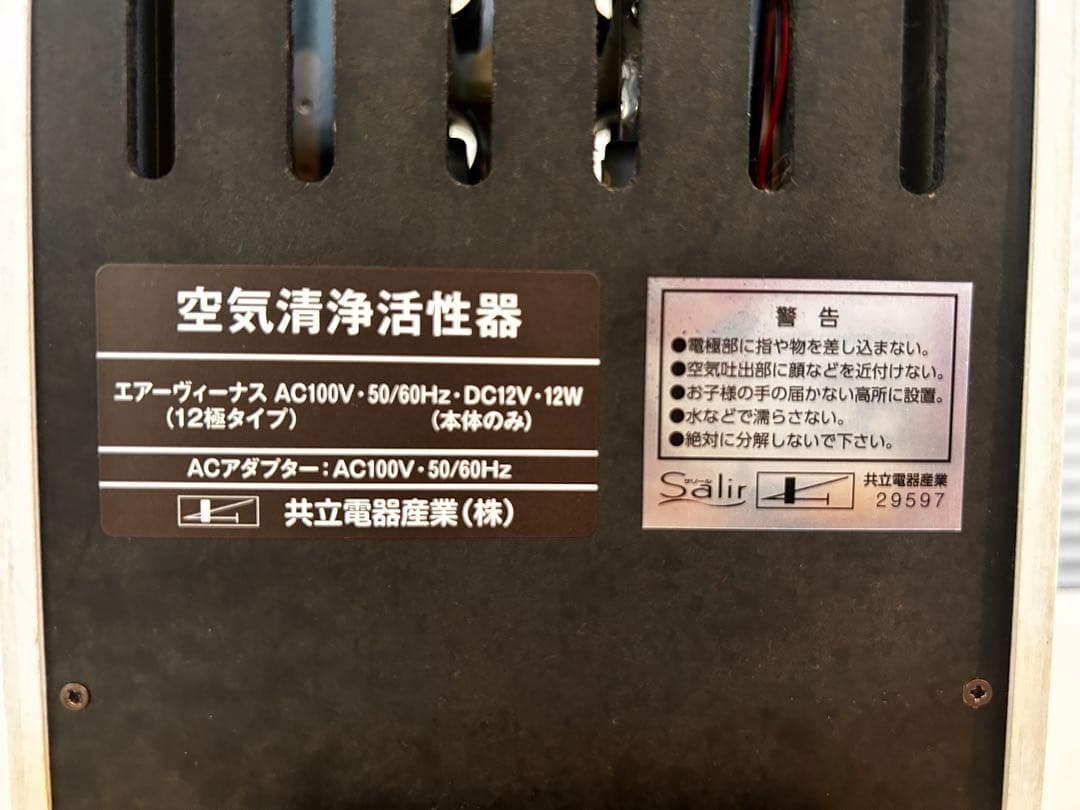 空気清浄活性器
エアーヴィーナス AC100V・50/60Hz・DC12V・12W
（12極タイプ）　　　　（本体のみ）
ACアダプター：AC100V・50/60Hz
共立電器産業（株）
警 告
●電極部に指や物を差し込まない。
●空気吐出部に顔などを近付けない。
●お子様の手の届かない高所に設置。
●水などで濡らさない。
●絶対に分解しないで下さい。
サリール
Salir
共立電器産業
29597